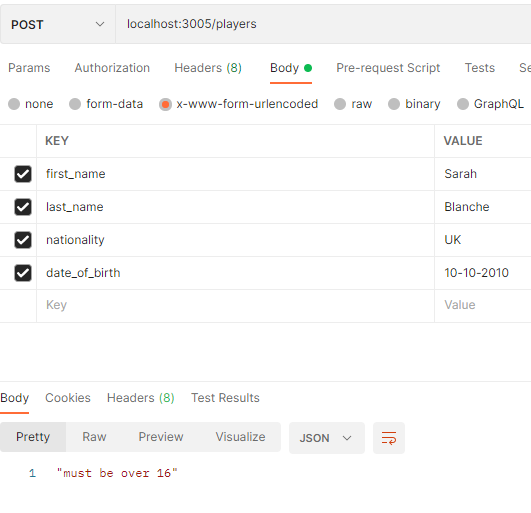 POST localhost:3005/players
Params Authorization Headers (8) Body Pre-request Script Tests Se
none form-data x-www-form-urlencoded raw binary GraphQL
KEY VALUE
first_name Sarah
last_name Blanche
nationality UK
date_of_birth 10-10-2010
Key Value
Body Cookies Headers (8) Test Results
Pretty Raw Preview Visualize JSON
1 "must be over 16"